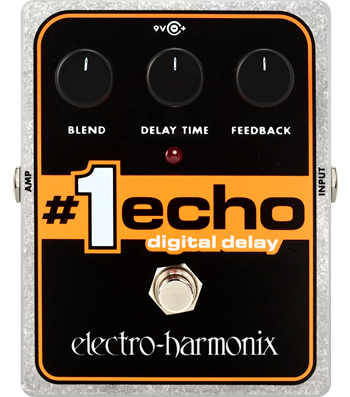 9V +
BLEND
DELAY TIME
FEEDBACK
AMP
INPUT
#1echo
digital delay
electro-harmonix